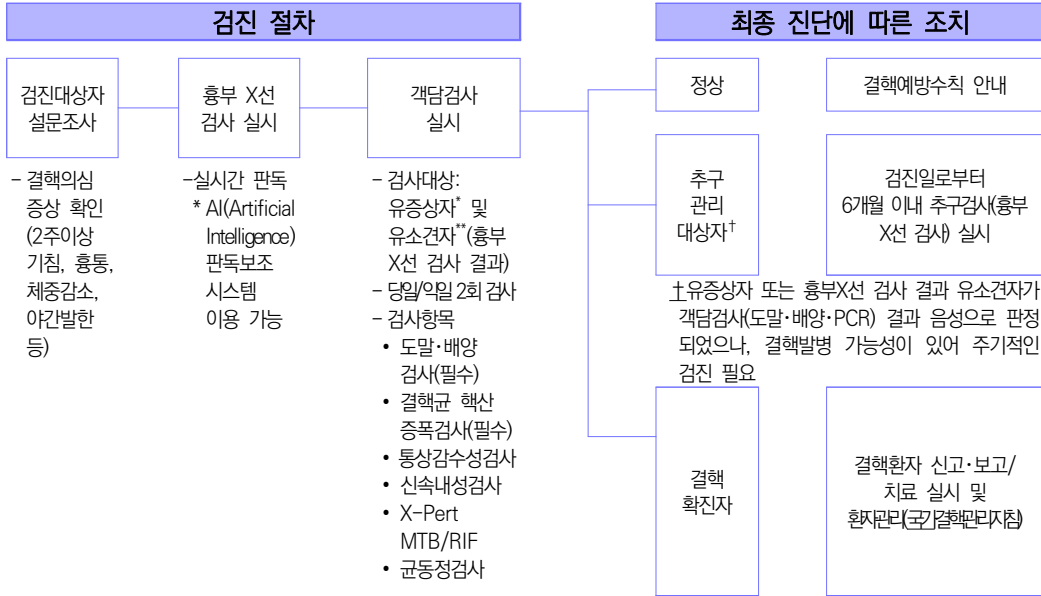 검진 절차
검진대상자
설문조사
- 결핵의심
증상 확인
(2주이상
기침, 흉통,
체중감소,
야간발한
등)
흉부 X선
검사 실시
-실시간 판독
* AI(Artificial
Intelligence)
판독보조
시스템
이용 가능
객담검사
실시
- 검사대상:
유증상자* 및
유소견자**(흉부
X선 검사 결과)
- 당일/익일 2회 검사
- 검사항목
• 도말·배양
검사(필수)
• 결핵균 핵산
증폭검사(필수)
• 통상감수성검사
• 신속내성검사
• X-Pert
MTB/RIF
• 균동정검사
최종 진단에 따른 조치
정상
결핵예방수칙 안내
추구
관리
대상자†
검진일로부터
6개월 이내 추구검사(흉부
X선 검사) 실시
†유증상자 또는 흉부X선 검사 결과 유소견자가
객담검사(도말·배양·PCR) 결과 음성으로 판정
되었으나, 결핵발병 가능성이 있어 주기적인
검진 필요
결핵
확진자
결핵환자 신고·보고/
치료 실시 및
환자관리(국가결핵관리지침)